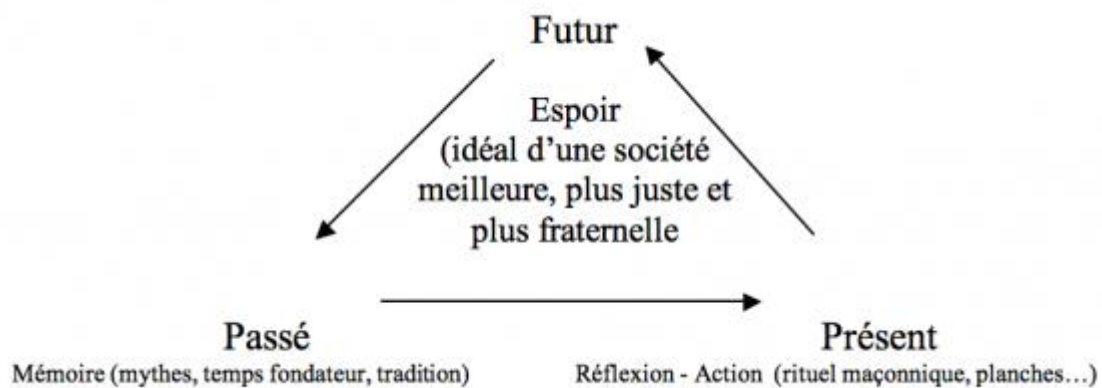 Futur
Espoir
(idéal d'une société
meilleure, plus juste et
plus fraternelle
Passé
Mémoire (mythes, temps fondateur, tradition)
Présent
Réflexion - Action (rituel maçonnique, planches…)